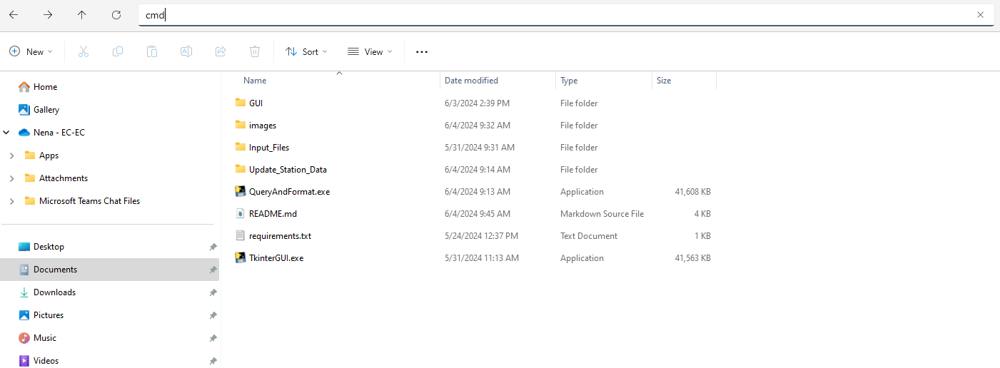 cmd
New Sort View
Name Date modified Type Size
Home
Gallery
Nena - EC-EC
Apps
Attachments
Microsoft Teams Chat Files
Desktop
Documents
Downloads
Pictures
Music
Videos
GUI 6/3/2024 2:39 PM File folder
images 6/4/2024 9:32 AM File folder
Input_Files 5/31/2024 9:31 AM File folder
Update_Station_Data 6/4/2024 9:14 AM File folder
QueryAndFormat.exe 6/4/2024 9:13 AM Application 41,608 KB
README.md 6/4/2024 9:45 AM Markdown Source File 4 KB
requirements.txt 5/24/2024 12:37 PM Text Document 1 KB
TkinterGUI.exe 5/31/2024 11:13 AM Application 41,563 KB